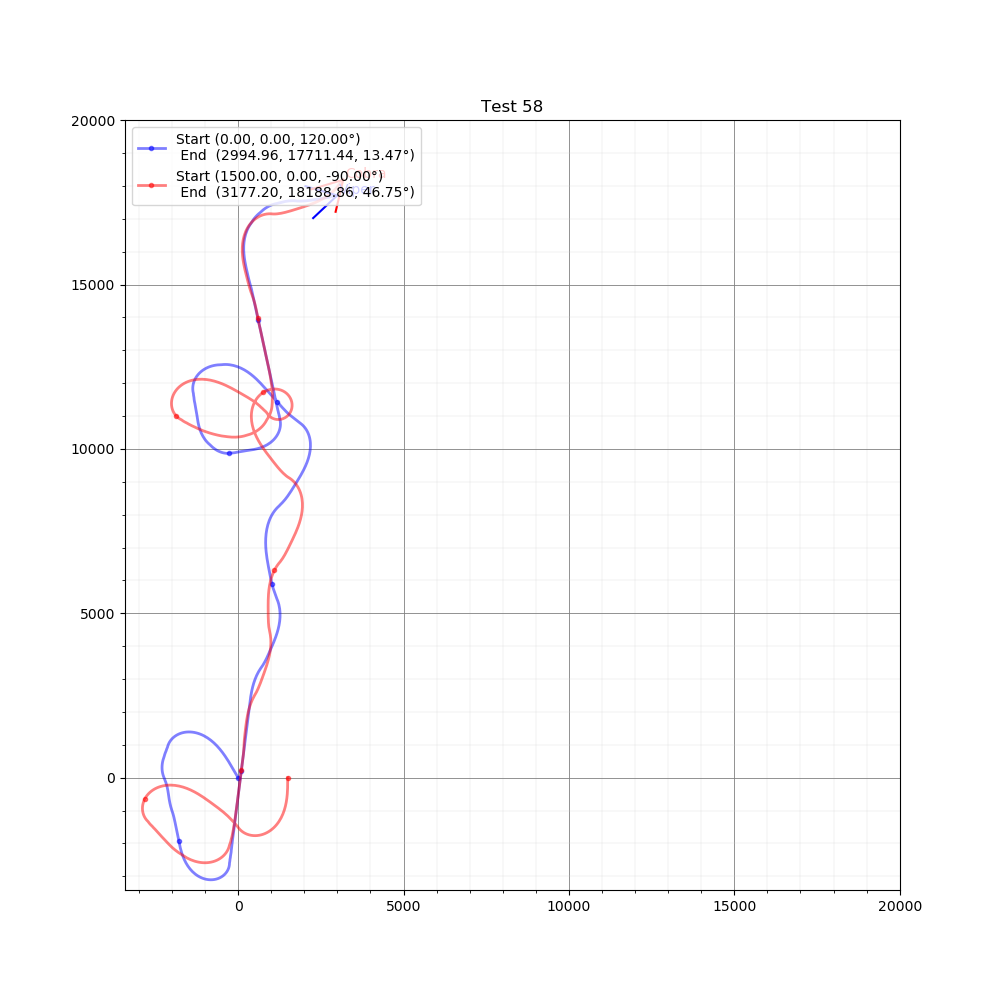 Test 58
Start (0.00, 0.00, 120.00°)
End (2994.96, 17711.44, 13.47°)
Start (1500.00, 0.00, -90.00°)
End (3177.20, 18188.86, 46.75°)
20000
15000
10000
5000
0
0
5000
10000
15000
20000